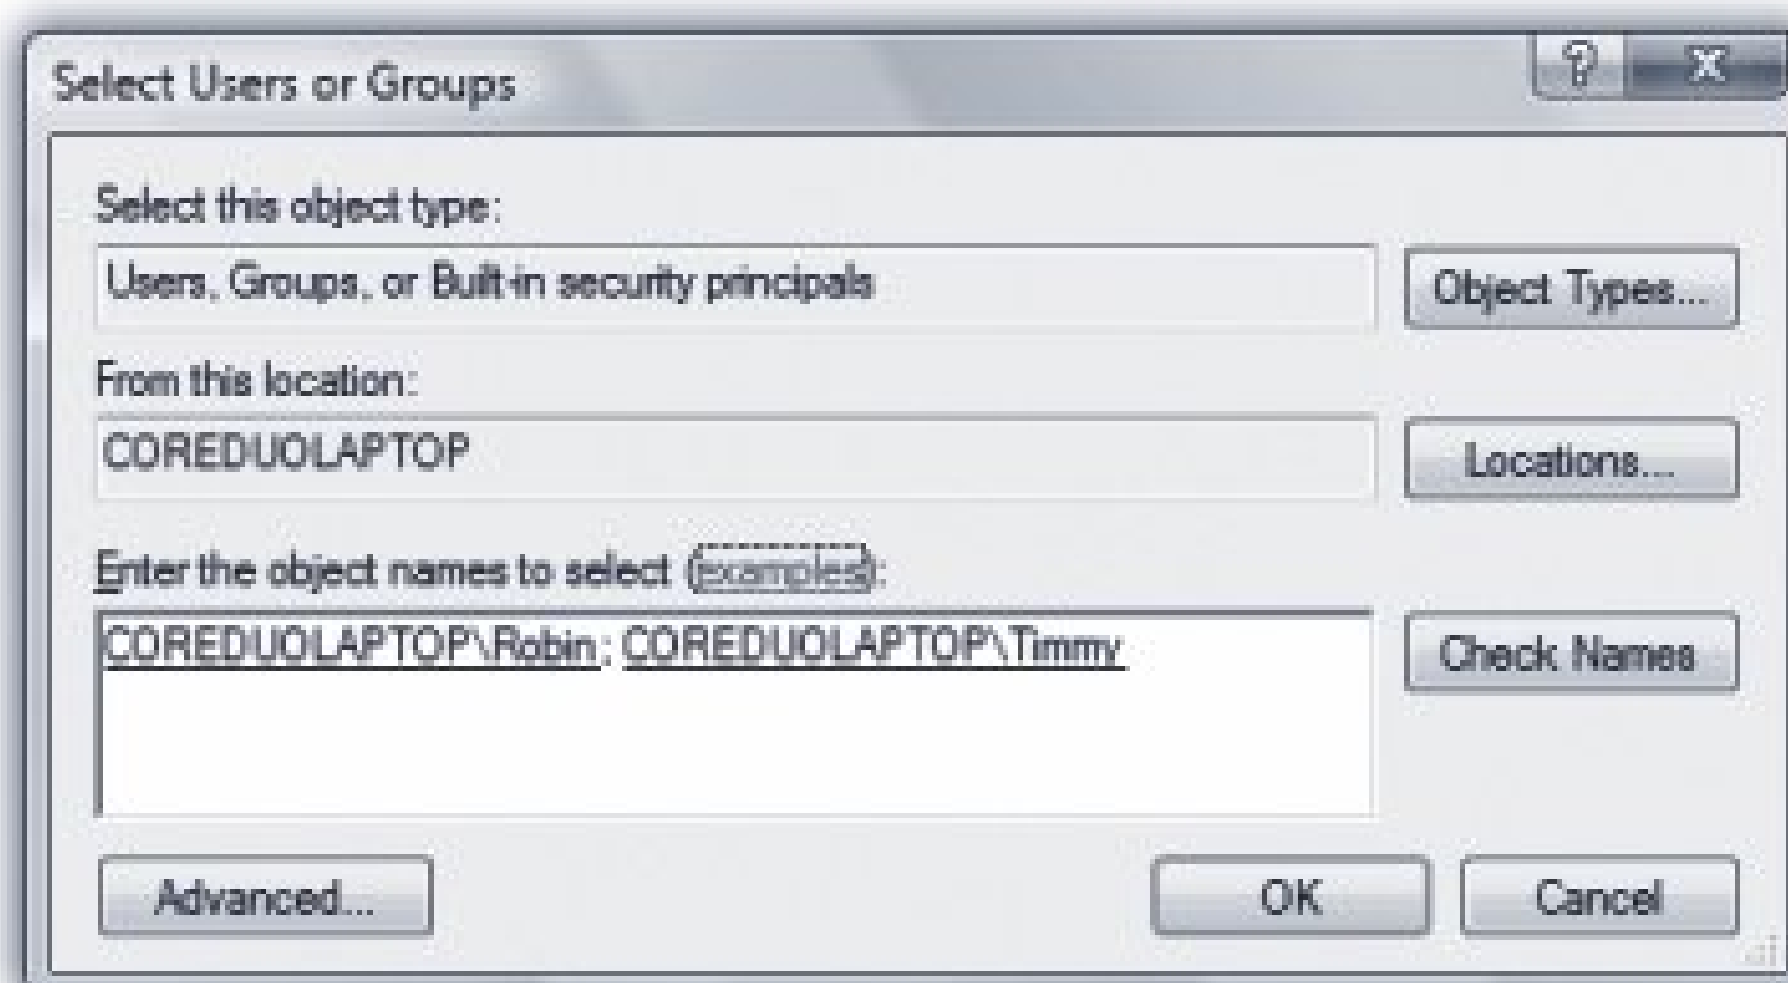 Select Users or Groups
Select this object type:
Users, Groups, or Built-in security principals
Object Types...
From this location:
COREDUOLAPTOP
Locations...
Enter the object names to select (examples):
COREDUOLAPTOP\Robin; COREDUOLAPTOP\Timmy
Check Names
Advanced...
OK
Cancel